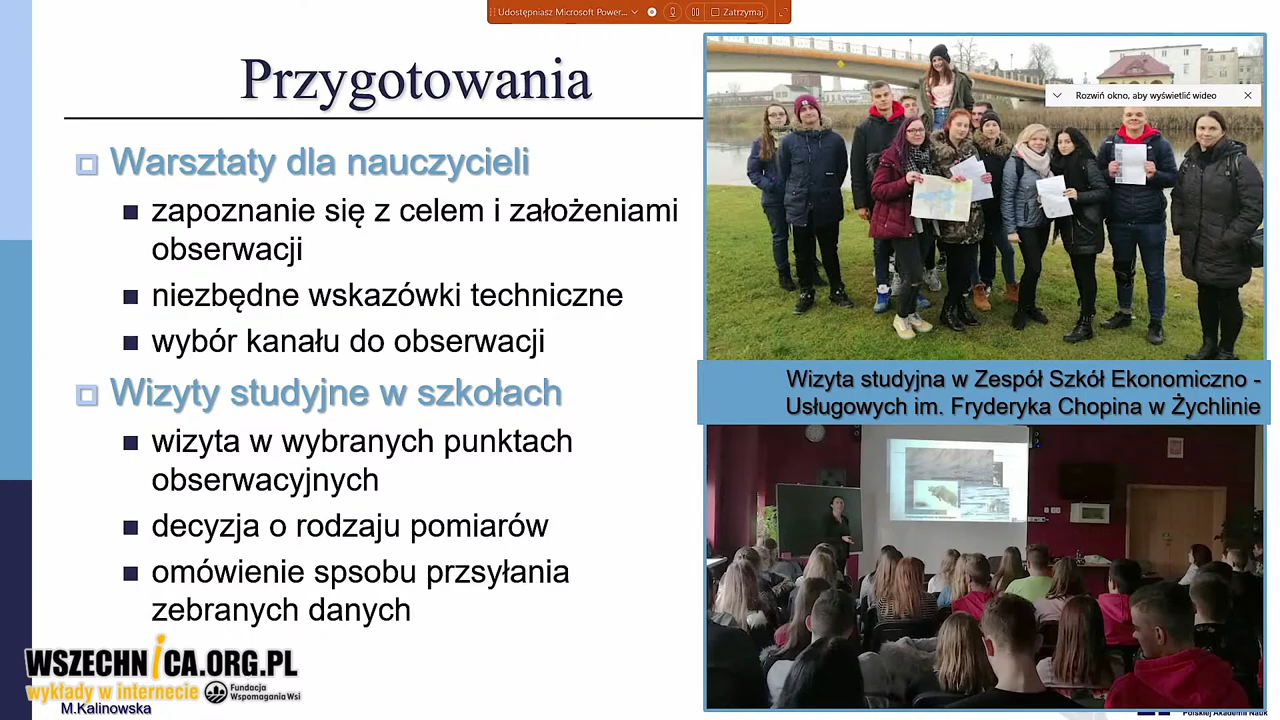 Udostępniasz Microsoft Power...
Zatrzymaj
Przygotowania
Warsztaty dla nauczycieli
zapoznanie się z celem i założeniami
obserwacji
niezbędne wskazówki techniczne
wybór kanału do obserwacji
Wizyty studyjne w szkołach
wizyta w wybranych punktach
obserwacyjnych
decyzja o rodzaju pomiarów
omówienie spsobu przsyłania
zebranych danych
Rozwiń okno, aby wyświetlić wideo
Wizyta studyjna w Zespół Szkół Ekonomiczno -
Usługowych im. Fryderyka Chopina w Żychlinie
WSZECHNiCA.ORG.PL
wykłady w internecie
Fundacja
Wspomagania Wsi
M.Kalinowska
Polskiej Akademii Nauk